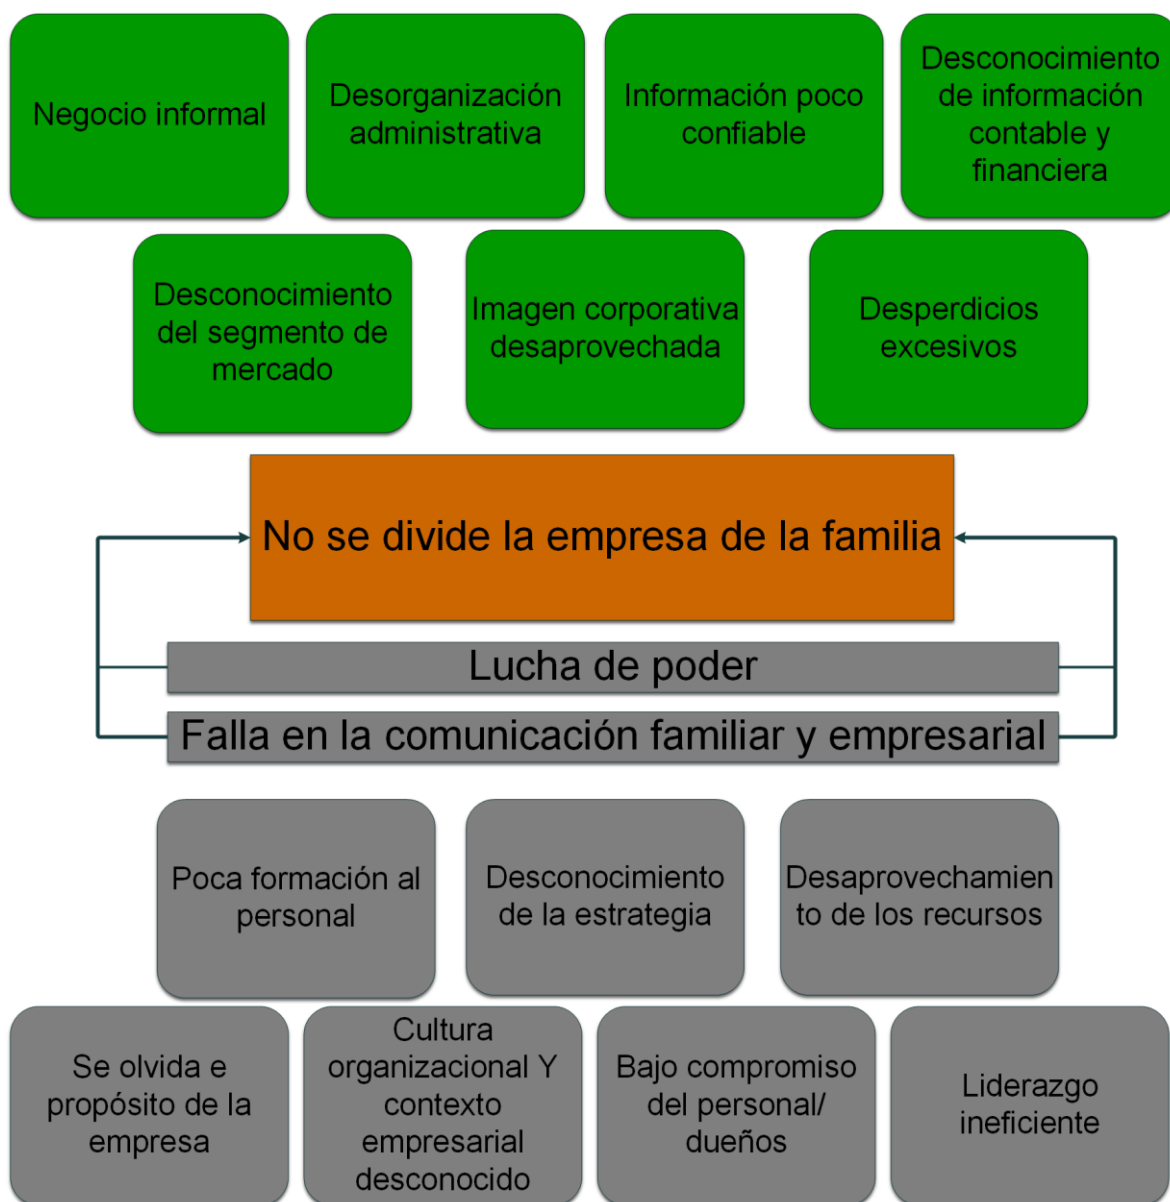 Negocio informal
Desorganización
administrativa
Información poco
confiable
Desconocimiento
de información
contable y
financiera
Desconocimiento
del segmento de
mercado
Imagen corporativa
desaprovechada
Desperdicios
excesivos
No se divide la empresa de la familia
Lucha de poder
Falla en la comunicación familiar y empresarial
Poca formación al
personal
Desconocimiento
de la estrategia
Desaprovechamien
to de los recursos
Se olvida e
propósito de la
empresa
Cultura
organizacional Y
contexto
empresarial
desconocido
Bajo compromiso
del personal/
dueños
Liderazgo
ineficiente